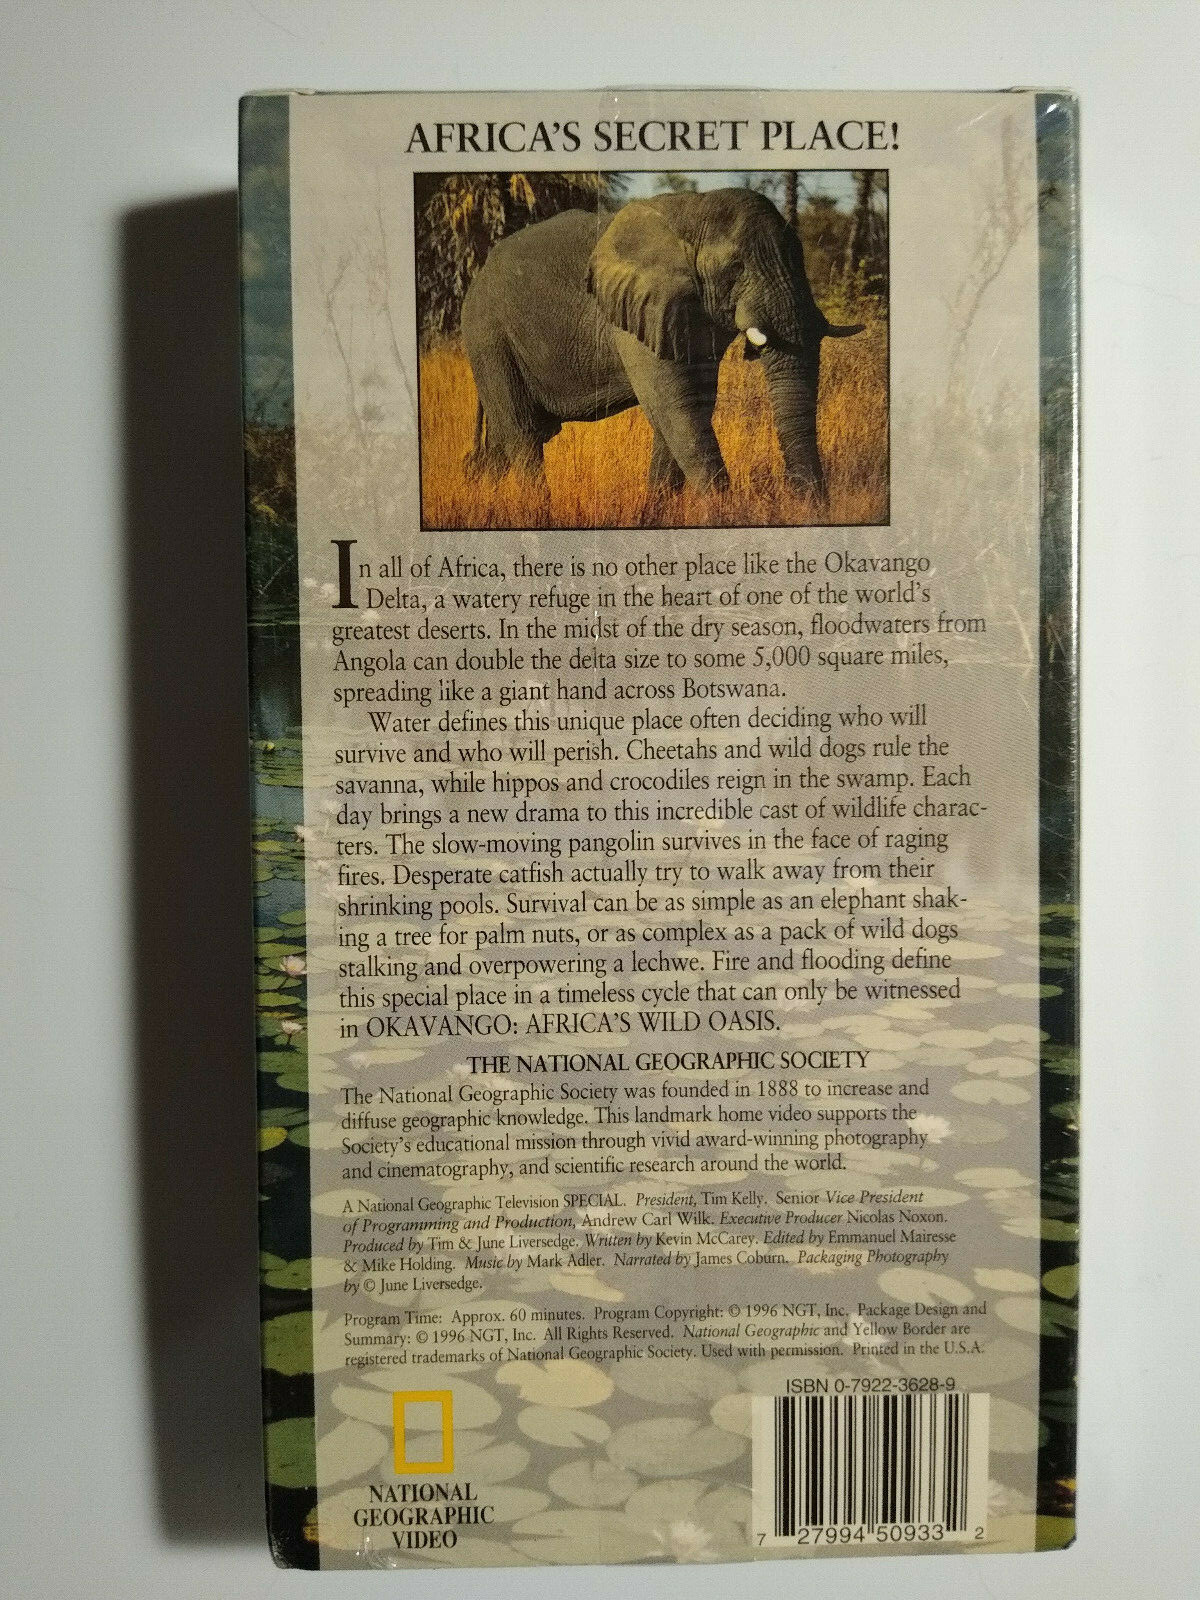 AFRICA'S SECRET PLACE!
In all of Africa, there is no other place like the Okavango
Delta, a watery refuge in the heart of one of the world's
greatest deserts. In the midst of the dry season, floodwaters from
Angola can double the delta size to some 5,000 square miles,
spreading like a giant hand across Botswana.
Water defines this unique place often deciding who will
survive and who will perish. Cheetahs and wild dogs rule the
savanna, while hippos and crocodiles reign in the swamp. Each
day brings a new drama to this incredible cast of wildlife charac-
ters. The slow-moving pangolin survives in the face of raging
fires. Desperate catfish actually try to walk away from their
shrinking pools. Survival can be as simple as an elephant shak-
ing a tree for palm nuts, or as complex as a pack of wild dogs
stalking and overpowering a lechwe. Fire and flooding define
this special place in a timeless cycle that can only be witnessed
in OKAVANGO: AFRICA'S WILD OASIS.
THE NATIONAL GEOGRAPHIC SOCIETY
The National Geographic Society was founded in 1888 to increase and
diffuse geographic knowledge. This landmark home video supports the
Society's educational mission through vivid award-winning photography
and cinematography, and scientific research around the world.
A National Geographic Television SPECIAL. President, Tim Kelly. Senior Vice President
of Programming and Production, Andrew Carl Wilk. Executive Producer Nicolas Noxon.
Produced by Tim & June Liversedge. Written by Kevin McCarey. Edited by Emmanuel Mairesse
& Mike Holding. Music by Mark Adler. Narrated by James Coburn. Packaging Photography
by © June Liversedge.
Program Time: Approx. 60 minutes. Program Copyright: © 1996 NGT, Inc. Package Design and
Summary: © 1996 NGT, Inc. All Rights Reserved. National Geographic and Yellow Border are
registered trademarks of National Geographic Society. Used with permission. Printed in the U.S.A.
ISBN 0-7922-3628-9
NATIONAL
GEOGRAPHIC
VIDEO
7 27994 50933 2